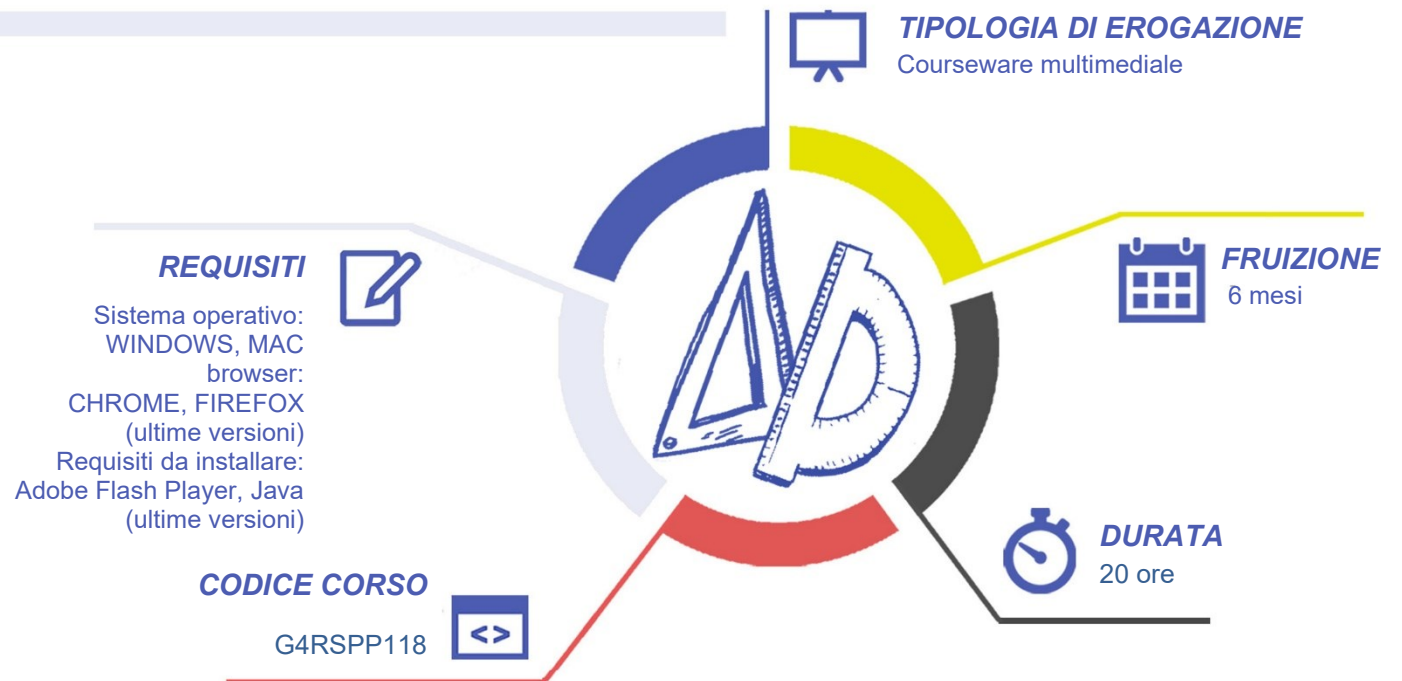 TIPOLOGIA DI EROGAZIONE
Courseware multimediale
REQUISITI
Sistema operativo:
WINDOWS, MAC
browser:
CHROME, FIREFOX
(ultime versioni)
Requisiti da installare:
Adobe Flash Player, Java
(ultime versioni)
FRUIZIONE
6 mesi
DURATA
20 ore
CODICE CORSO
G4RSPP118
<>